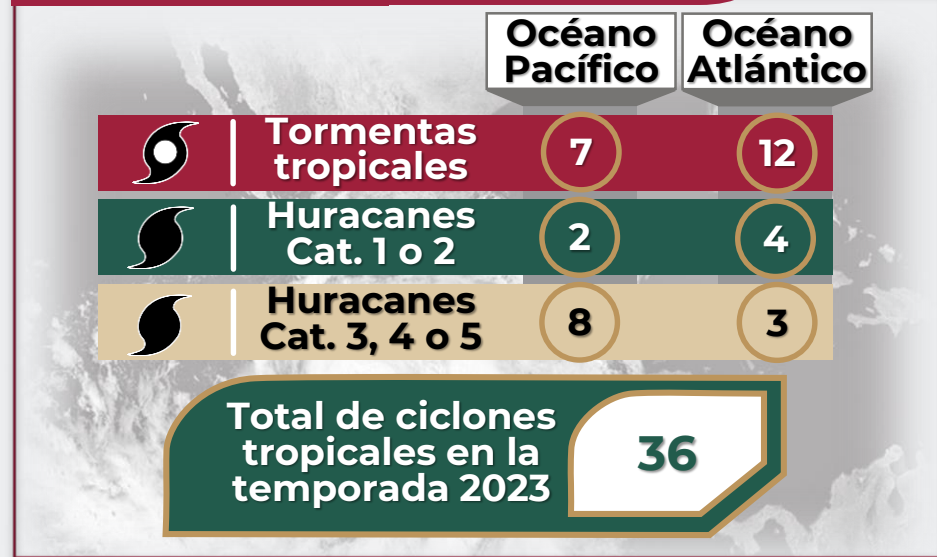 Océano
Pacífico
Océano
Atlántico
Tormentas
tropicales
7
12
Huracanes
Cat. 1 o 2
2
4
Huracanes
Cat. 3, 4 o 5
8
3
Total de ciclones
tropicales en la
temporada 2023
36